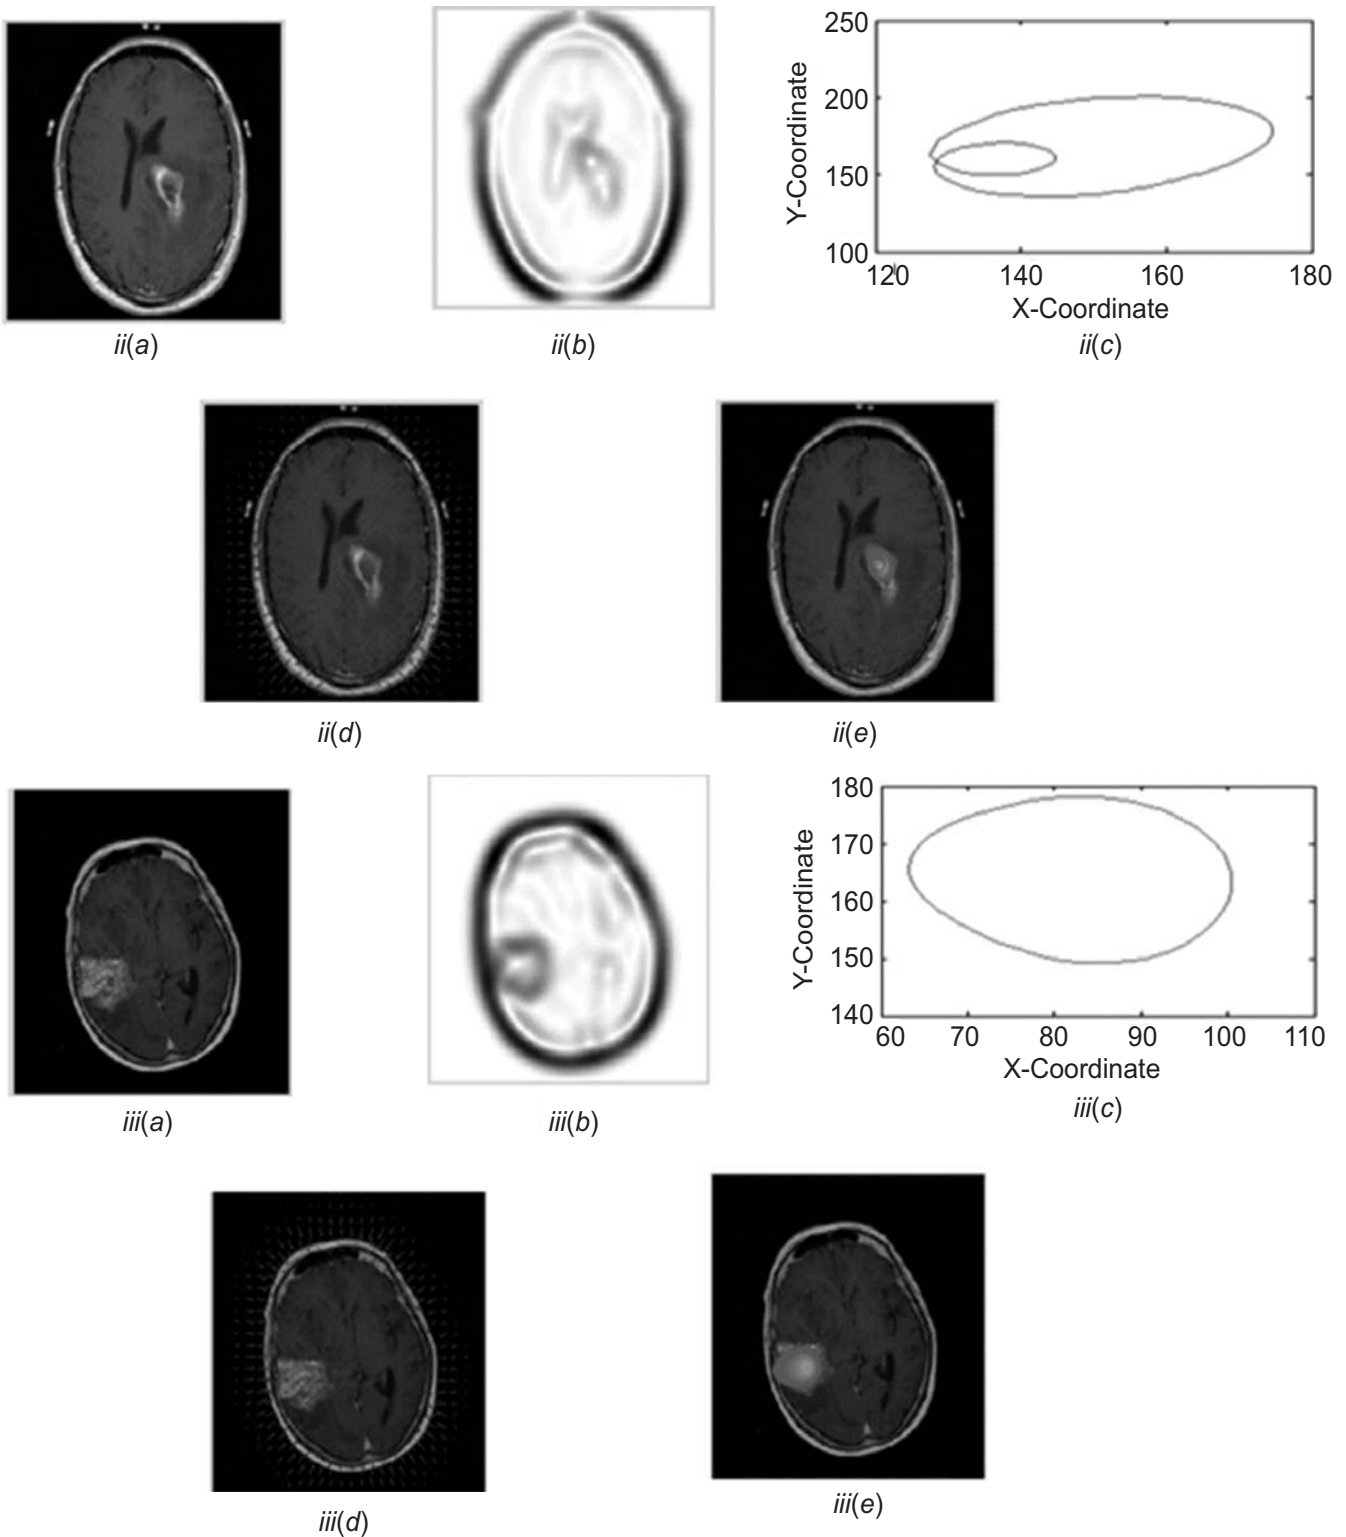 250
200
150
100
Y-Coordinate
120 140 160 180
X-Coordinate
ii(a) ii(b) ii(c)
ii(d) ii(e)
180
170
160
150
140
Y-Coordinate
60 70 80 90 100 110
X-Coordinate
iii(a) iii(b) iii(c)
iii(d) iii(e)